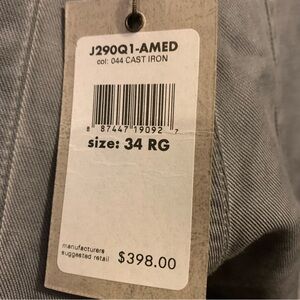 J290Q1-AMED
col: 044 CAST IRON
8 87447 19092 7
size: 34 RG
manufacturers
suggested retail $398.00